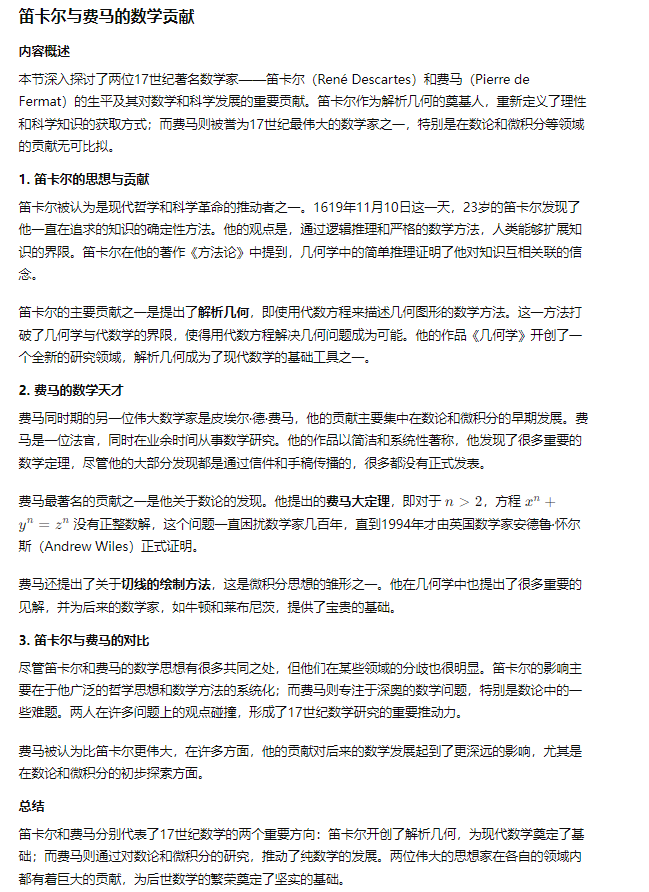 笛卡尔与费马的数学贡献
内容概述
本节深入探讨了两位17世纪著名数学家——笛卡尔（René Descartes）和费马（Pierre de
Fermat）的生平及其对数学和科学发展的重要贡献。笛卡尔作为解析几何的奠基人，重新定义了理性
和科学知识的获取方式；而费马则被誉为17世纪最伟大的数学家之一，特别是在数论和微积分等领域
的贡献无可比拟。
1. 笛卡尔的思想与贡献
笛卡尔被认为是现代哲学和科学革命的推动者之一。1619年11月10日这一天，23岁的笛卡尔发现了
他一直在追求的知识的确定性方法。他的观点是，通过逻辑推理和严格的数学方法，人类能够扩展知
识的界限。笛卡尔在他的著作《方法论》中提到，几何学中的简单推理证明了他对知识互相关联的信
念。
笛卡尔的主要贡献之一是提出了解析几何，即使用代数方程来描述几何图形的数学方法。这一方法打
破了几何学与代数学的界限，使得用代数方程解决几何问题成为可能。他的作品《几何学》开创了一
个全新的研究领域，解析几何成为了现代数学的基础工具之一。
2. 费马的数学天才
费马同时期的另一位伟大数学家是皮埃尔·德·费马，他的贡献主要集中在数论和微积分的早期发展。费
马是一位法官，同时在业余时间从事数学研究。他的作品以简洁和系统性著称，他发现了很多重要的
数学定理，尽管他的大部分发现都是通过信件和手稿传播的，很多都没有正式发表。
费马最著名的贡献之一是他关于数论的发现。他提出的费马大定理，即对于 n > 2，方程 xⁿ +
yⁿ = zⁿ 没有正整数解，这个问题一直困扰数学家几百年，直到1994年才由英国数学家安德鲁·怀尔
斯（Andrew Wiles）正式证明。
费马还提出了关于切线的绘制方法，这是微积分思想的雏形之一。他在几何学中也提出了很多重要的
见解，并为后来的数学家，如牛顿和莱布尼茨，提供了宝贵的基础。
3. 笛卡尔与费马的对比
尽管笛卡尔和费马的数学思想有很多共同之处，但他们在某些领域的分歧也很明显。笛卡尔的影响主
要在于他广泛的哲学思想和数学方法的系统化；而费马则专注于深奥的数学问题，特别是数论中的一
些难题。两人在许多问题上的观点碰撞，形成了17世纪数学研究的重要推动力。
费马被认为比笛卡尔更伟大，在许多方面，他的贡献对后来的数学发展起到了更深远的影响，尤其是
在数论和微积分的初步探索方面。
总结
笛卡尔和费马分别代表了17世纪数学的两个重要方向：笛卡尔开创了解析几何，为现代数学奠定了基
础；而费马则通过对数论和微积分的研究，推动了纯数学的发展。两位伟大的思想家在各自的领域内
都有着巨大的贡献，为后世数学的繁荣奠定了坚实的基础。